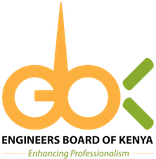 ebk
ENGINEERS BOARD OF KENYA
Enhancing Professionalism